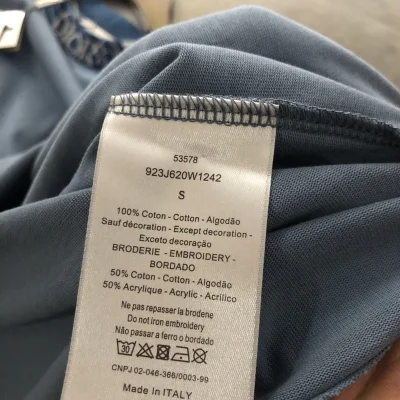 53578
923J620W1242
S
100% Coton - Cotton - Algodão
Sauf décoration - Except decoration -
Exceto decoração
BRODERIE - EMBROIDERY -
BORDADO
50% Coton - Cotton - Algodão
50% Acrylique - Acrylic - Acrílico
Ne pas repasser la broderie
Do not iron embroidery
Não passar a ferro o bordado
30
CNPJ 02-046-368/0003-99
Made In ITALY